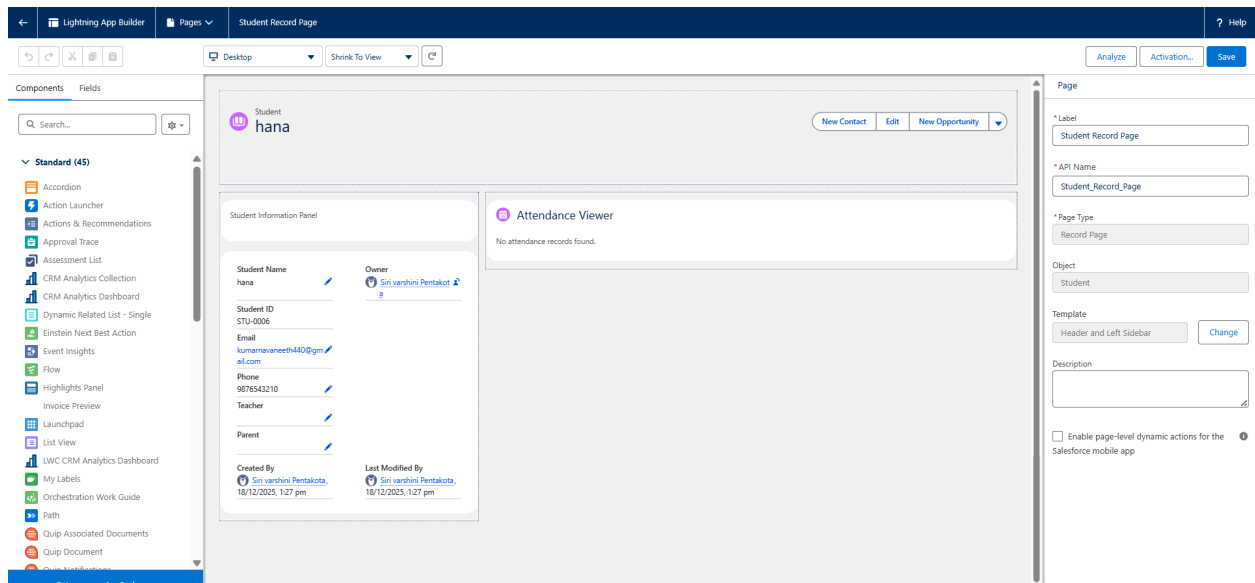 Lightning App Builder
Pages
Student Record Page
? Help
Desktop
Shrink To View
Analyze
Activation...
Save
Components
Fields
Search...
Standard (45)
Accordion
Action Launcher
Actions & Recommendations
Approval Trace
Assessment List
CRM Analytics Collection
CRM Analytics Dashboard
Dynamic Related List - Single
Einstein Next Best Action
Event Insights
Flow
Highlights Panel
Invoice Preview
Launchpad
List View
LWC CRM Analytics Dashboard
My Labels
Orchestration Work Guide
Path
Quip Associated Documents
Quip Document
Quip Notifications
Student
hana
New Contact
Edit
New Opportunity
Student Information Panel
Student Name
hana
Owner
Siri varshini Pentakot
a
Student ID
STU-0006
Email
kumarnavaneeth440@gm
ail.com
Phone
9876543210
Teacher
Parent
Created By
Siri varshini Pentakota,
18/12/2025, 1:27 pm
Last Modified By
Siri varshini Pentakota,
18/12/2025, 1:27 pm
Attendance Viewer
No attendance records found.
Page
*Label
Student Record Page
*API Name
Student_Record_Page
*Page Type
Record Page
Object
Student
Template
Header and Left Sidebar
Change
Description
Enable page-level dynamic actions for the
Salesforce mobile app